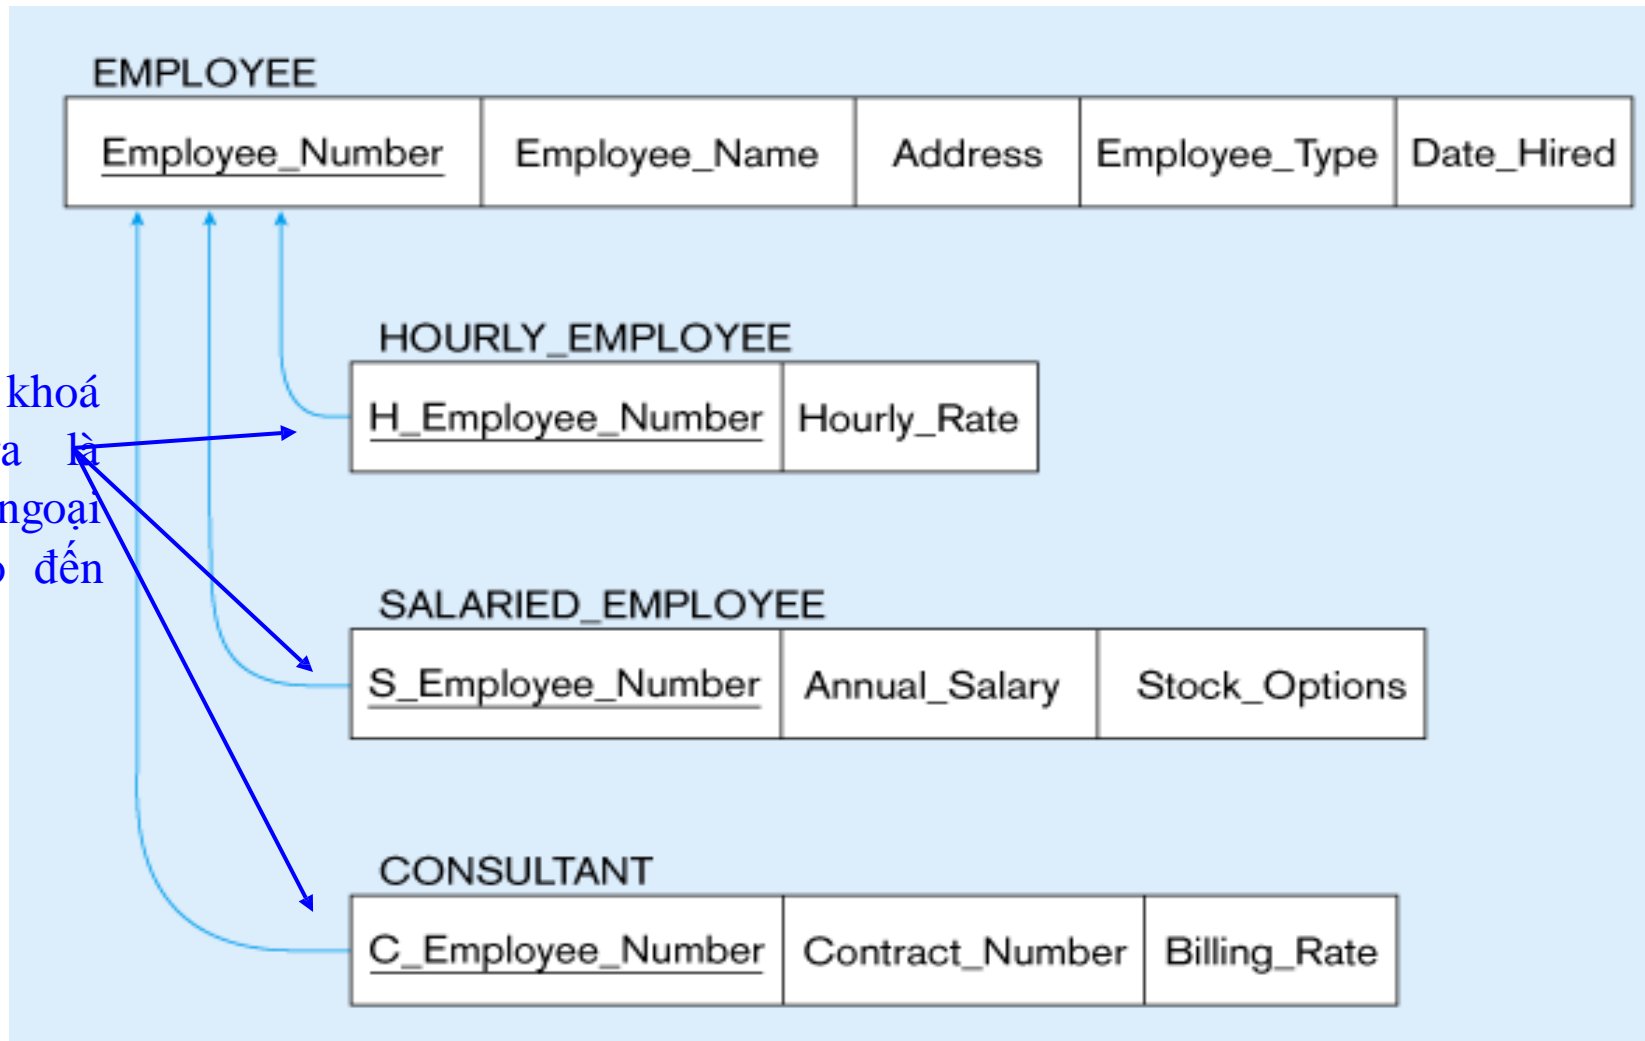 EMPLOYEE
Employee_Number Employee_Name Address Employee_Type Date_Hired
HOURLY_EMPLOYEE
H_Employee_Number Hourly_Rate
khoá
là
ngoại
đến
SALARIED_EMPLOYEE
S_Employee_Number Annual_Salary Stock_Options
CONSULTANT
C_Employee_Number Contract_Number Billing_Rate